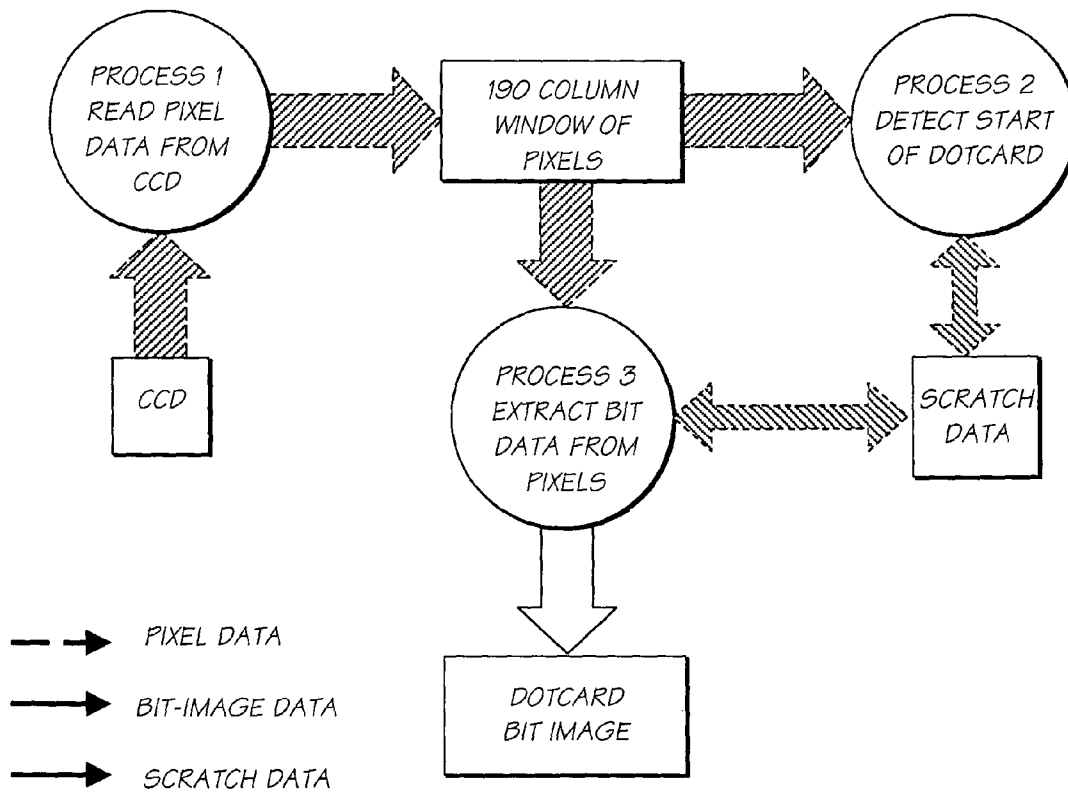 PROCESS 1
READ PIXEL
DATA FROM
CCD
190 COLUMN
WINDOW OF
PIXELS
PROCESS 2
DETECT START
OF DOTCARD
CCD
PROCESS 3
EXTRACT BIT
DATA FROM
PIXELS
SCRATCH
DATA
DOTCARD
BIT IMAGE
PIXEL DATA
BIT-IMAGE DATA
SCRATCH DATA